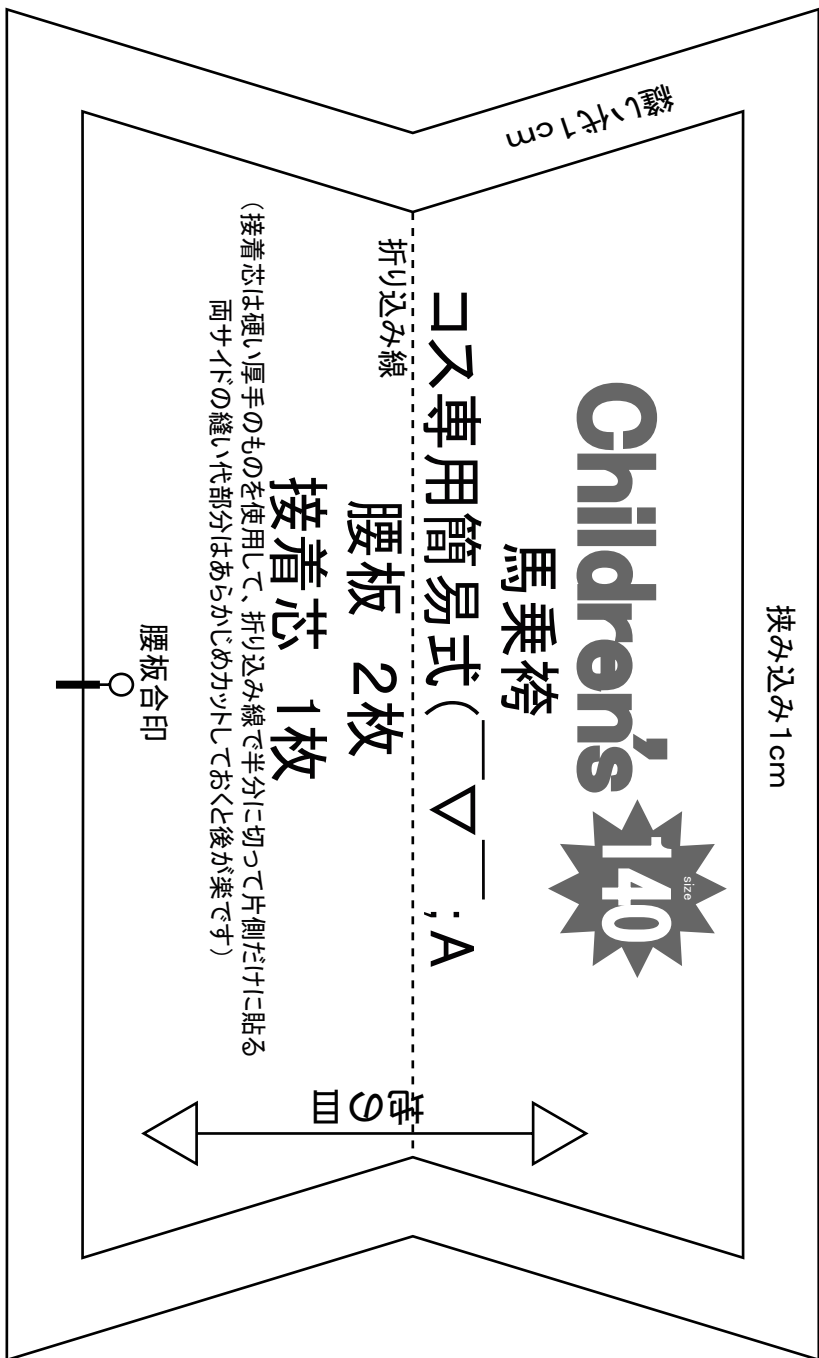 縫い代1cm
挟み込み1cm
Children's
size
140
馬乗袴
コス専用簡易式(￣▽￣;A
腰板 2枚
接着芯 1枚
折り込み線
(接着芯は硬い厚手のものを使用して、折り込み線で半分に切って片側だけに貼る
両サイドの縫い代部分はあらかじめカットしておくと後が楽です)
腰板合印
布の目